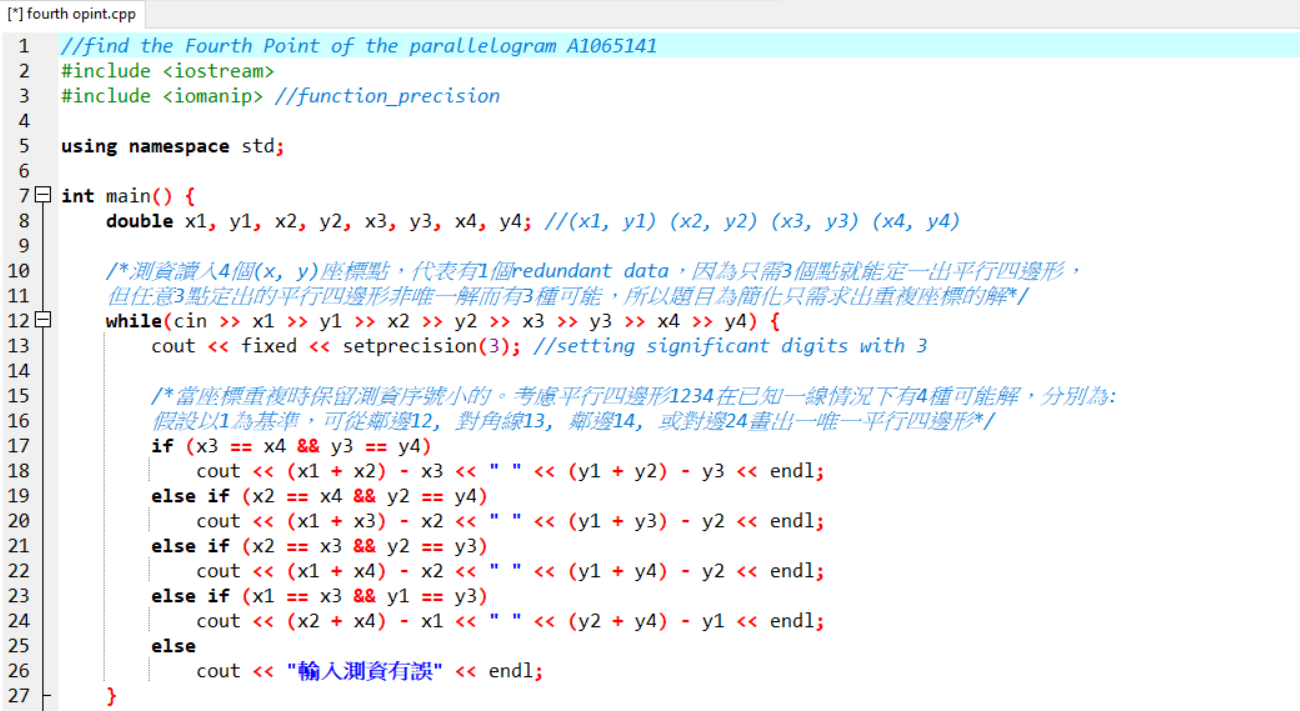 [*] fourth opint.cpp
1 //find the Fourth Point of the parallelogram A1065141
2 #include <iostream>
3 #include <iomanip> //function_precision
4
5 using namespace std;
6
7 int main() {
8 double x1, y1, x2, y2, x3, y3, x4, y4; //(x1, y1) (x2, y2) (x3, y3) (x4, y4)
9
10 /*測資讀入4個(x, y)座標點，代表有1個redundant data，因為只需3個點就能定一出平行四邊形，
11 但任意3點定出的平行四邊形非唯一解而有3種可能，所以題目為簡化只需求出重複座標的解*/
12 while(cin >> x1 >> y1 >> x2 >> y2 >> x3 >> y3 >> x4 >> y4) {
13 cout << fixed << setprecision(3); //setting significant digits with 3
14
15 /*當座標重複時保留測資序號小的。考慮平行四邊形1234在已知一線情況下有4種可能解，分別為:
16 假設以1為基準，可從鄰邊12, 對角線13, 鄰邊14, 或對邊24畫出一唯一平行四邊形*/
17 if (x3 == x4 && y3 == y4)
18 cout << (x1 + x2) - x3 << " " << (y1 + y2) - y3 << endl;
19 else if (x2 == x4 && y2 == y4)
20 cout << (x1 + x3) - x2 << " " << (y1 + y3) - y2 << endl;
21 else if (x2 == x3 && y2 == y3)
22 cout << (x1 + x4) - x2 << " " << (y1 + y4) - y2 << endl;
23 else if (x1 == x3 && y1 == y3)
24 cout << (x2 + x4) - x1 << " " << (y2 + y4) - y1 << endl;
25 else
26 cout << "輸入測資有誤" << endl;
27 }